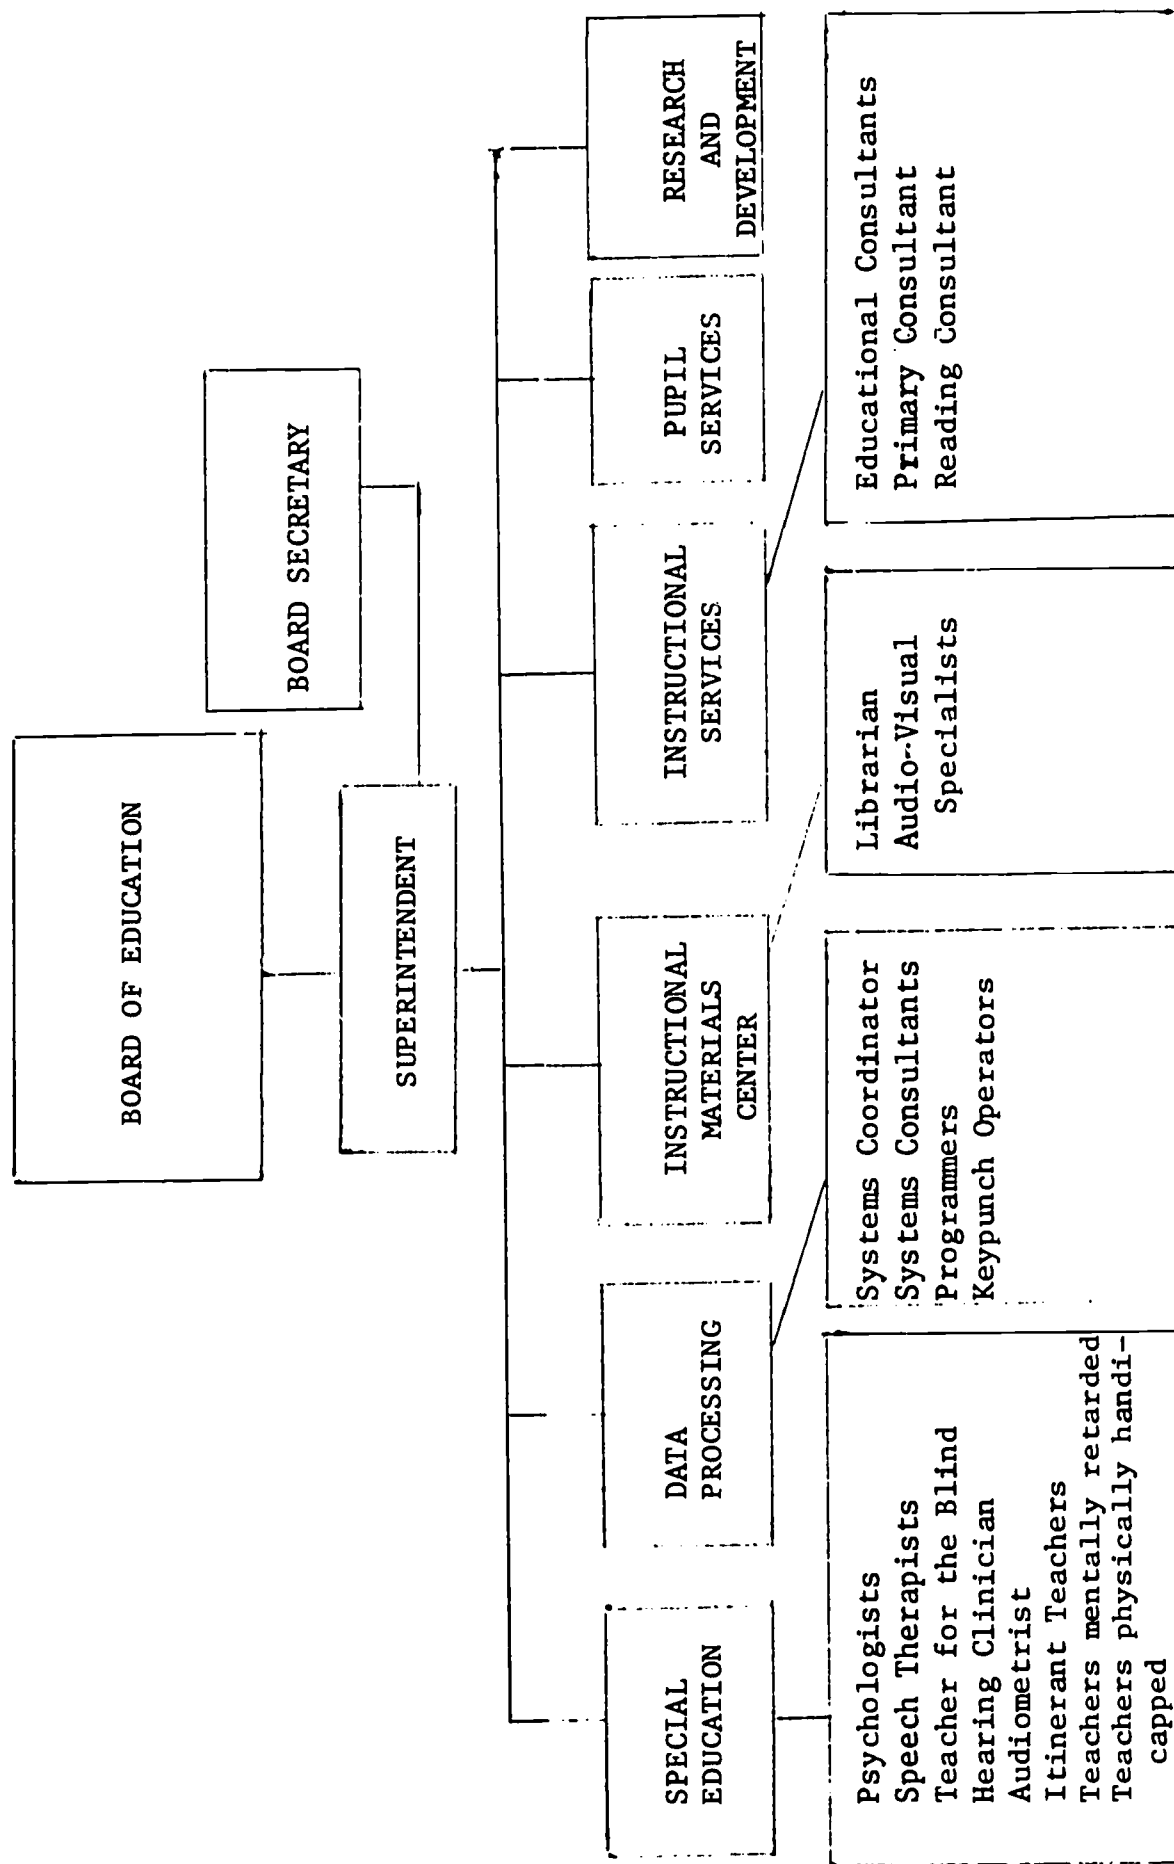 BOARD OF EDUCATION
BOARD SECRETARY
SUPERINTENDENT
SPECIAL
EDUCATION
DATA
PROCESSING
INSTRUCTIONAL
MATERIALS
CENTER
INSTRUCTIONAL
SERVICES
PUPIL
SERVICES
RESEARCH
AND
DEVELOPMENT
Psychologists
Speech Therapists
Teacher for the Blind
Hearing Clinician
Audiometrist
Itinerant Teachers
Teachers mentally retarded
Teachers physically handi-
capped
Systems Coordinator
Systems Consultants
Programmers
Keypunch Operators
Librarian
Audio-Visual
Specialists
Educational Consultants
Primary Consultant
Reading Consultant